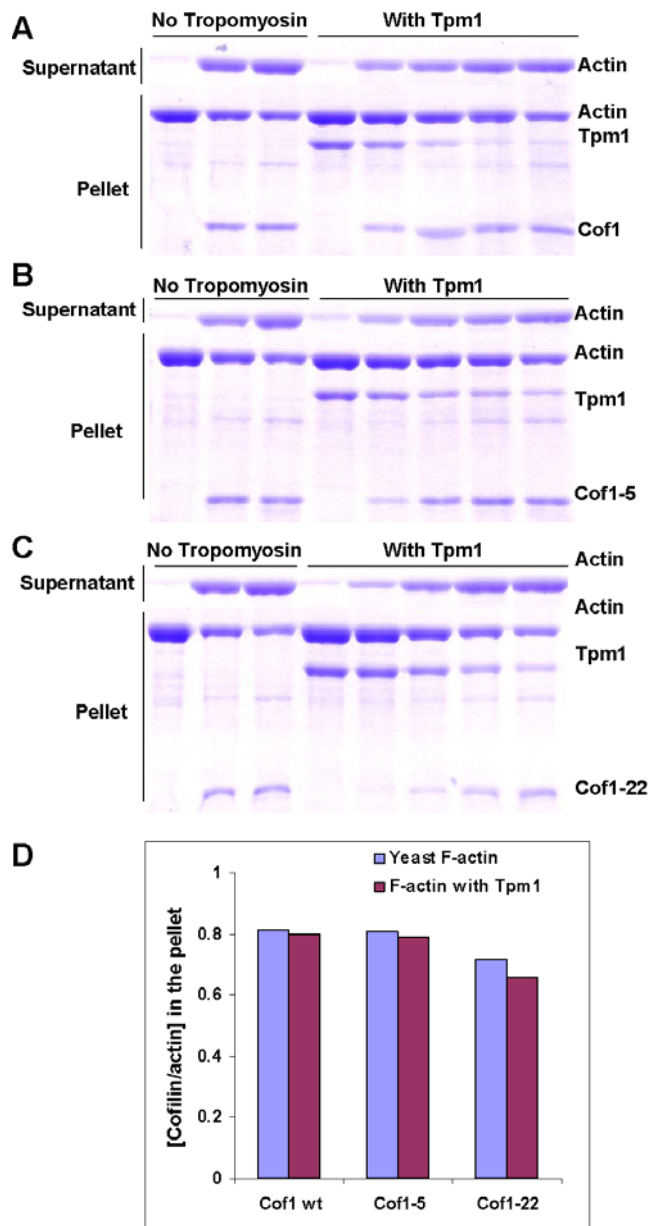 A
No Tropomyosin
With Tpm1
Supernatant
Actin
Actin
Tpm1
Pellet
Cof1
B
No Tropomyosin
With Tpm1
Supernatant
Actin
Actin
Tpm1
Pellet
Cof1-5
C
No Tropomyosin
With Tpm1
Actin
Supernatant
Actin
Tpm1
Pellet
Cof1-22
D
Yeast F-actin
F-actin with Tpm1
[Cofilin/actin] in the pellet
1
0.8
0.6
0.4
0.2
0
Cof1 wt
Cof1-5
Cof1-22